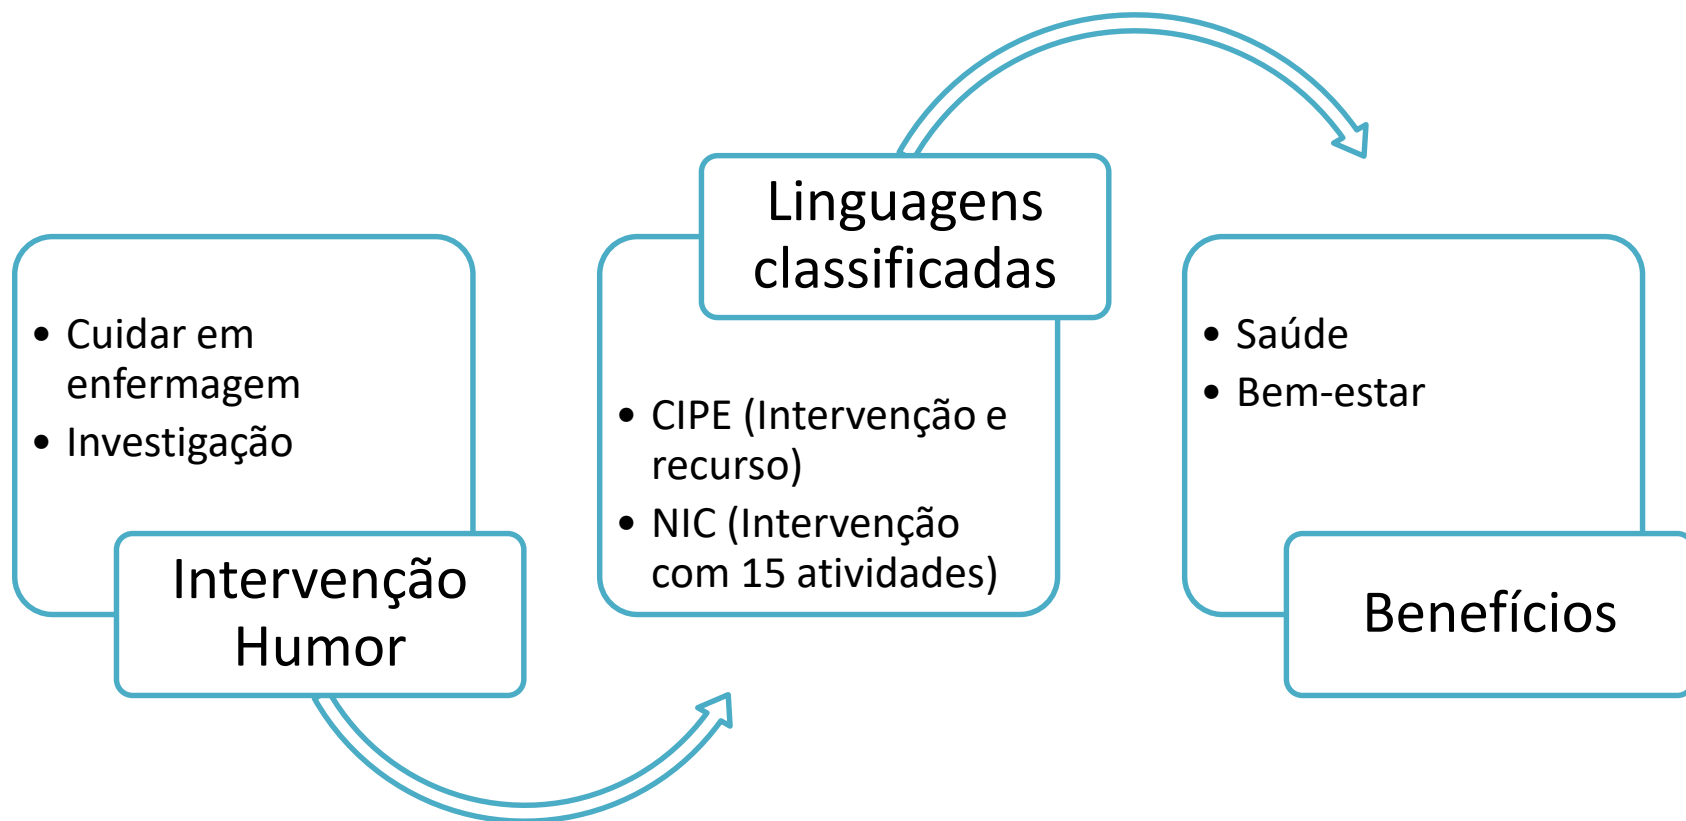 • Cuidar em
enfermagem
• Investigação
Intervenção
Humor
Linguagens
classificadas
• CIPE (Intervenção e
recurso)
• NIC (Intervenção
com 15 atividades)
• Saúde
• Bem-estar
Benefícios